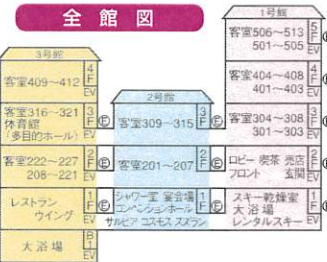 全館図
1号館
客室506～513
501～505
5F
EV
客室404～408
401～403
4F
EV
客室304～308
301～303
3F
EV
ロビー 喫茶 売店
フロント 玄関
2F
EV
スキー乾燥室
大浴場
レンタルスキー
1F
EV
2号館
客室309～315
3F
E
客室201～207
2F
E
シャワー室 宴会場
コンベンションホール
サルビア コスモス スズラン
1F
E
3号館
客室409～412
4F
EV
客室316～321
体育館
(多目的ホール)
3F
EV
E
客室222～227
208～221
2F
EV
E
レストラン
ウイング
1F
EV
E
大浴場
B1
EV